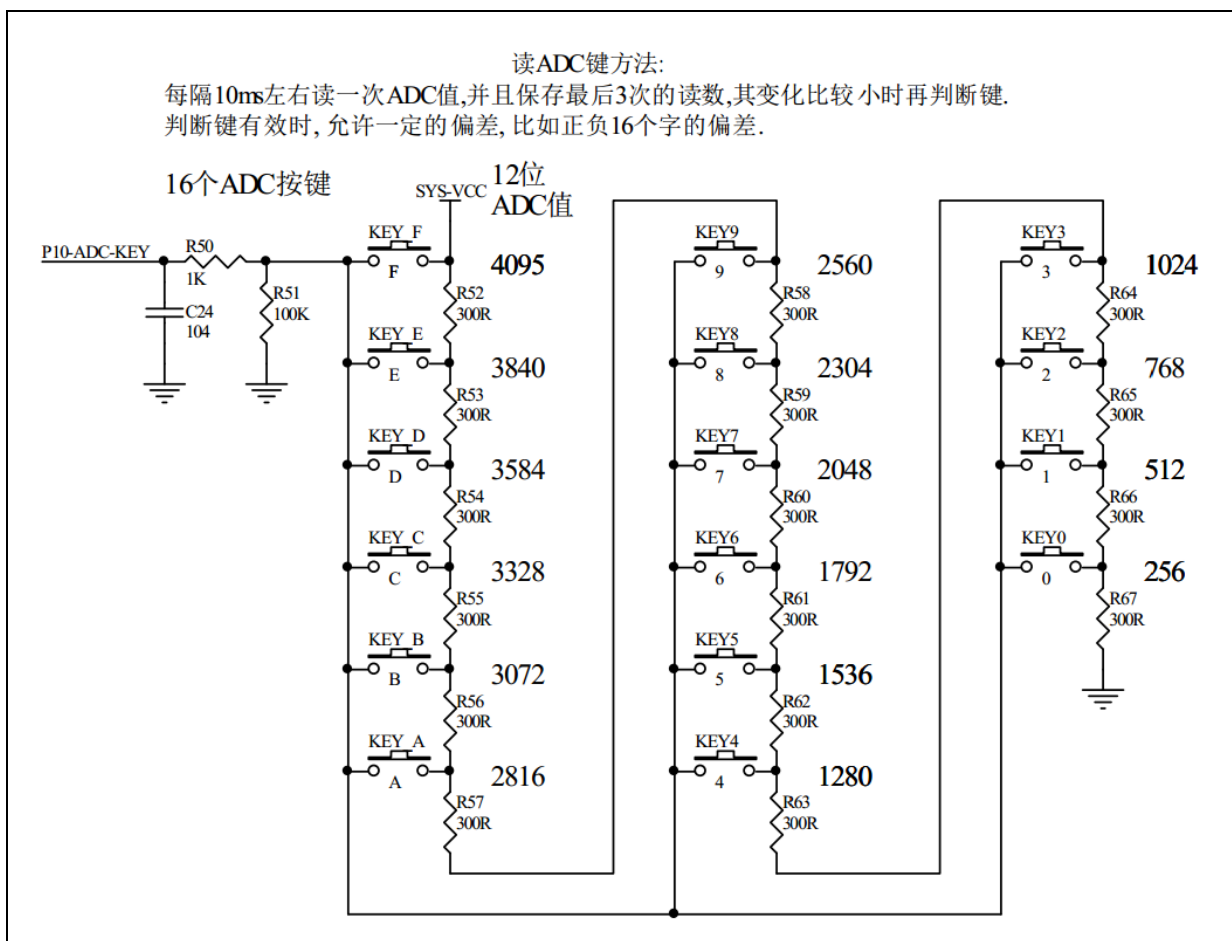 读ADC键方法:
每隔10ms左右读一次ADC值,并且保存最后3次的读数,其变化比较小时再判断键.
判断键有效时, 允许一定的偏差, 比如正负16个字的偏差.
16个ADC按键
SYS-VCC
12位
ADC值
P10-ADC-KEY
R50
1K
C24
104
R51
100K
KEY_F
F
4095
R52
300R
KEY_E
E
3840
R53
300R
KEY_D
D
3584
R54
300R
KEY_C
C
3328
R55
300R
KEY_B
B
3072
R56
300R
KEY_A
A
2816
R57
300R
KEY9
9
2560
R58
300R
KEY8
8
2304
R59
300R
KEY7
7
2048
R60
300R
KEY6
6
1792
R61
300R
KEY5
5
1536
R62
300R
KEY4
4
1280
R63
300R
KEY3
3
1024
R64
300R
KEY2
2
768
R65
300R
KEY1
1
512
R66
300R
KEY0
0
256
R67
300R